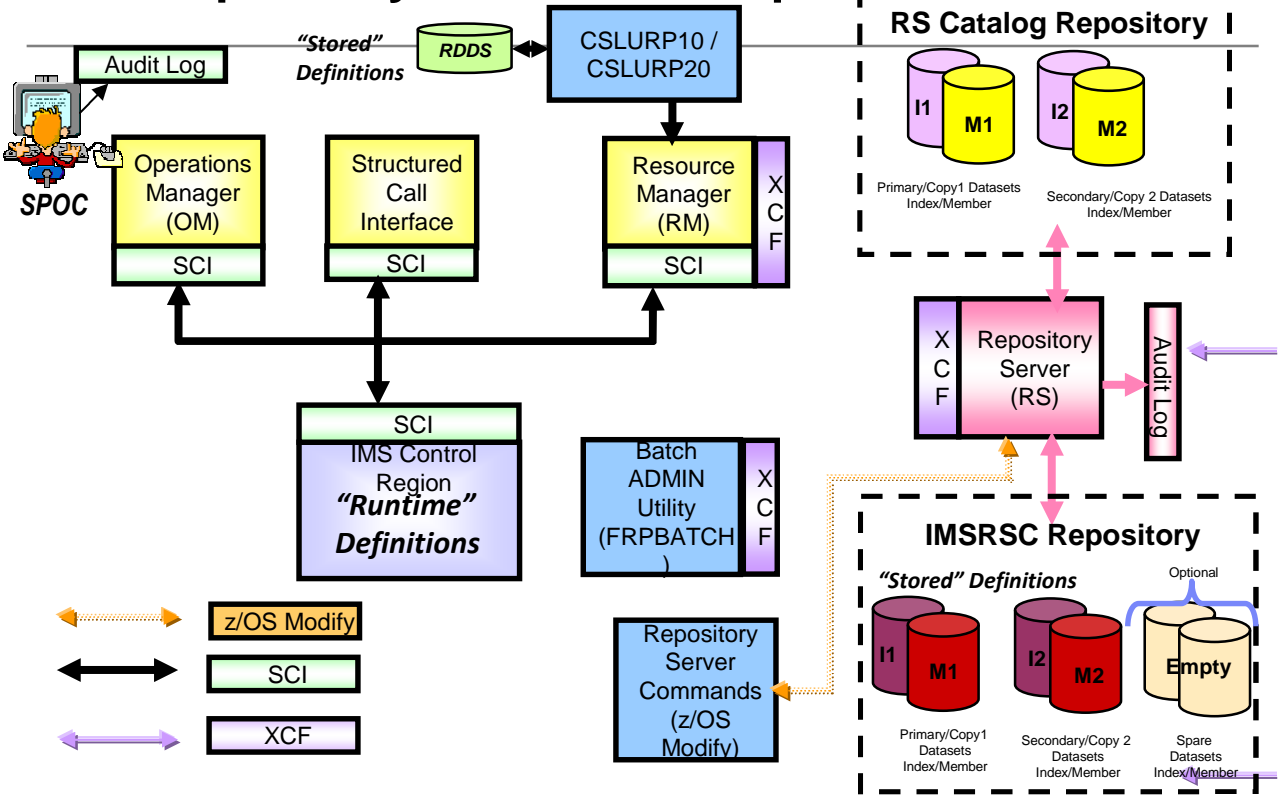 RS Catalog Repository
"Stored"
Definitions
RDDS
CSLURP10 /
CSLURP20
Audit Log
I1
M1
I2
M2
Operations
Manager
(OM)
SCI
Structured
Call
Interface
SCI
Resource
Manager
(RM)
SCI
X
C
F
SPOC
Primary/Copy1 Datasets
Index/Member
Secondary/Copy 2 Datasets
Index/Member
X
C
F
Repository
Server
(RS)
Audit Log
SCI
IMS Control
Region
"Runtime"
Definitions
Batch
ADMIN
Utility
(FRPBATCH
)
X
C
F
IMSRSC Repository
"Stored" Definitions
Optional
I1
M1
I2
M2
Empty
Primary/Copy1
Datasets
Index/Member
Secondary/Copy 2
Datasets
Index/Member
Spare
Datasets
Index/Member
Repository
Server
Commands
(z/OS
Modify)
z/OS Modify
SCI
XCF